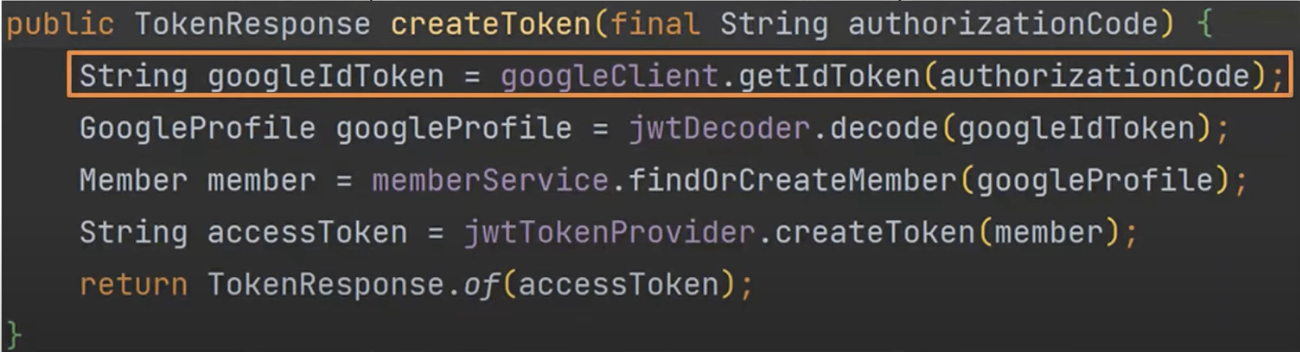 public TokenResponse createToken(final String authorizationCode) {
String googleIdToken = googleClient.getIdToken(authorizationCode);
GoogleProfile googleProfile = jwtDecoder.decode(googleIdToken);
Member member = memberService.findOrCreateMember(googleProfile);
String accessToken = jwtTokenProvider.createToken(member);
return TokenResponse.of(accessToken);
}